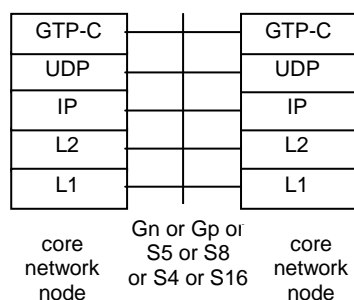 GTP-C GTP-C
UDP UDP
IP IP
L2 L2
L1 L1
core network node
Gn or Gp or
S5 or S8
or S4 or S16
core network node